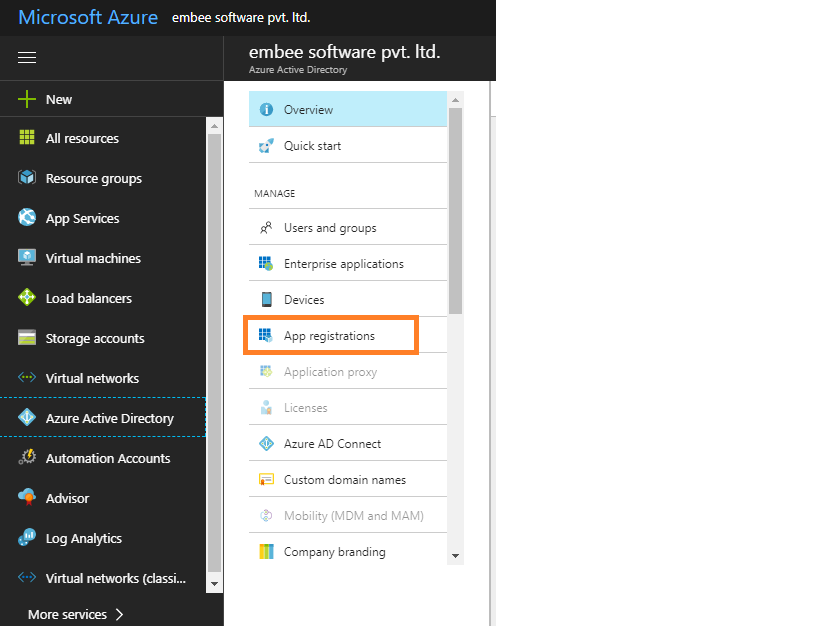 Microsoft Azure embee software pvt. ltd.
New
All resources
Resource groups
App Services
Virtual machines
Load balancers
Storage accounts
Virtual networks
Azure Active Directory
Automation Accounts
Advisor
Log Analytics
Virtual networks (classi...
More services
embee software pvt. ltd.
Azure Active Directory
Overview
Quick start
MANAGE
Users and groups
Enterprise applications
Devices
App registrations
Application proxy
Licenses
Azure AD Connect
Custom domain names
Mobility (MDM and MAM)
Company branding